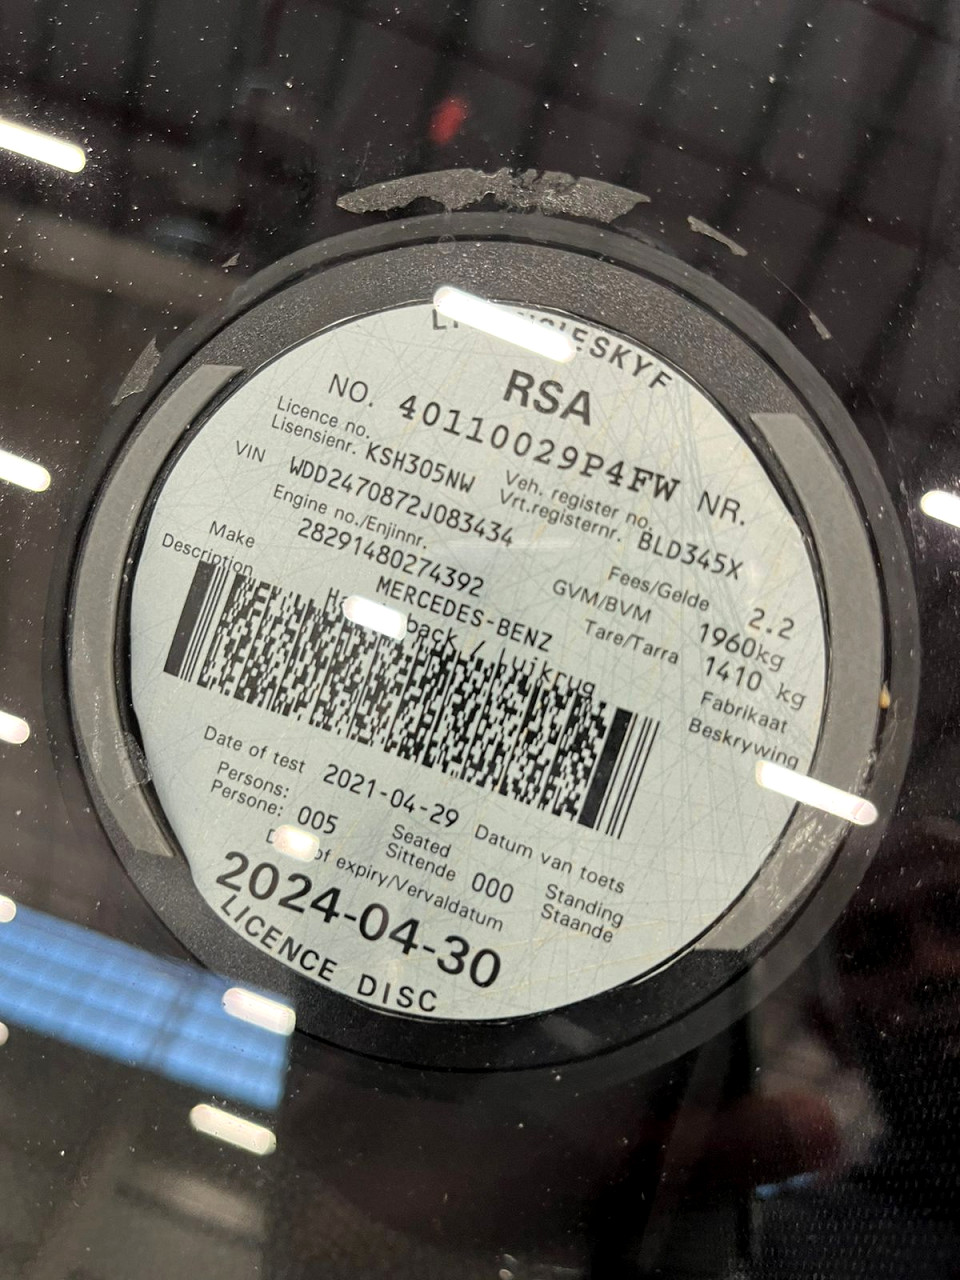 RSA
NO. 40110029P4FW NR.
Licence no. Veh. register no.
Lisensienr. KSH305NW Vrt.registernr. BLD345X
VIN WDD2470872J083434 Fees/Gelde 2.2
Engine no./Enjinnr. GVM/BVM 1960kg
28291480274392 Tare/Tarra 1410 kg
Make MERCEDES-BENZ Fabrikaat
Description / luikrug Beskrywing
Date of test 2021-04-29 Datum van toets
Persons: Seated Standing
Persone: 005 Sittende 000 Staande
of expiry/Vervaldatum
2024-04-30
LICENCE DISC